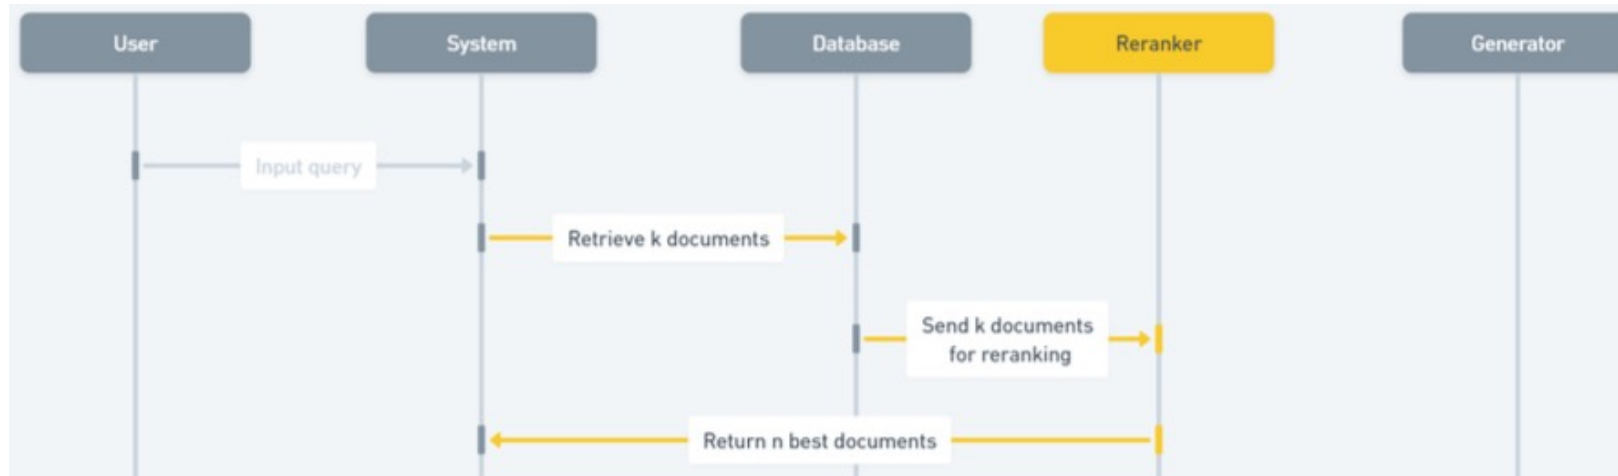 User
System
Database
Reranker
Generator
Input query
Retrieve k documents
Send k documents
for reranking
Return n best documents